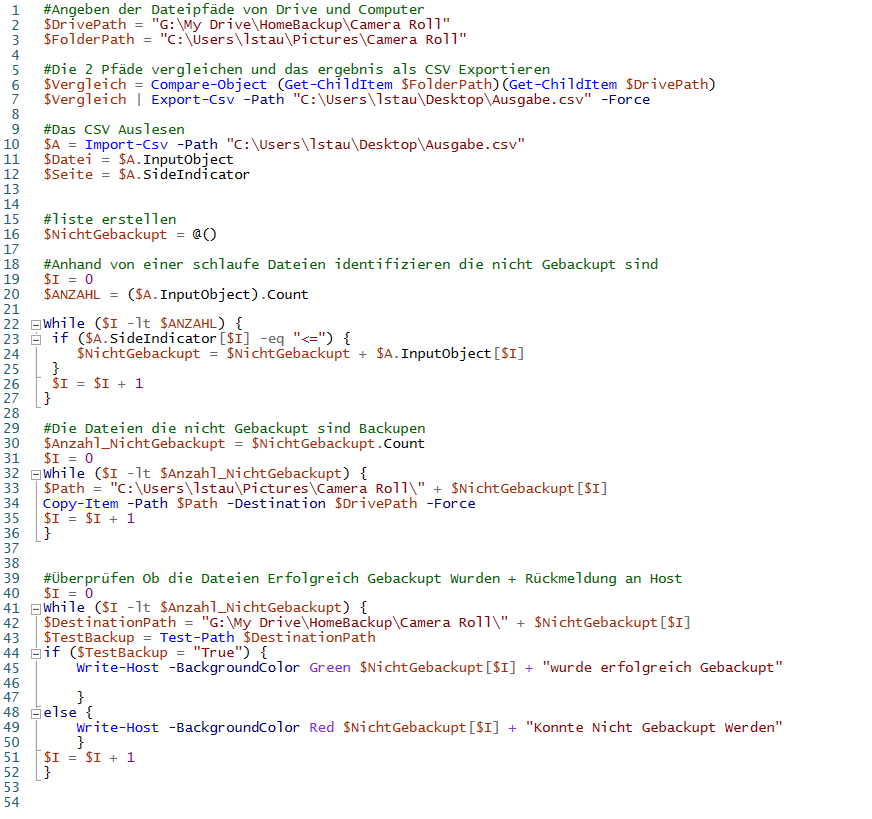 1 #Angeben der Dateipfäde von Drive und Computer
2 $DrivePath = "G:\My Drive\HomeBackup\Camera Roll"
3 $FolderPath = "C:\Users\lstau\Pictures\Camera Roll"
4
5 #Die 2 Pfäde vergleichen und das ergebnis als CSV Exportieren
6 $Vergleich = Compare-Object (Get-ChildItem $FolderPath)(Get-ChildItem $DrivePath)
7 $Vergleich | Export-Csv -Path "C:\Users\lstau\Desktop\Ausgabe.csv" -Force
8
9 #Das CSV Auslesen
10 $A = Import-Csv -Path "C:\Users\lstau\Desktop\Ausgabe.csv"
11 $Datei = $A.InputObject
12 $Seite = $A.SideIndicator
13
14
15 #liste erstellen
16 $NichtGebackupt = @()
17
18 #Anhand von einer schlaufe Dateien identifizieren die nicht Gebackupt sind
19 $I = 0
20 $ANZAHL = ($A.InputObject).Count
21
22 While ($I -lt $ANZAHL) {
23 if ($A.SideIndicator[$I] -eq "<=") {
24 $NichtGebackupt = $NichtGebackupt + $A.InputObject[$I]
25 }
26 $I = $I + 1
27 }
28
29 #Die Dateien die nicht Gebackupt sind Backupen
30 $Anzahl_NichtGebackupt = $NichtGebackupt.Count
31 $I = 0
32 While ($I -lt $Anzahl_NichtGebackupt) {
33 $Path = "C:\Users\lstau\Pictures\Camera Roll\" + $NichtGebackupt[$I]
34 Copy-Item -Path $Path -Destination $DrivePath -Force
35 $I = $I + 1
36 }
37
38
39 #Überprüfen Ob die Dateien Erfolgreich Gebackupt Wurden + Rückmeldung an Host
40 $I = 0
41 While ($I -lt $Anzahl_NichtGebackupt) {
42 $DestinationPath = "G:\My Drive\HomeBackup\Camera Roll\" + $NichtGebackupt[$I]
43 $TestBackup = Test-Path $DestinationPath
44 if ($TestBackup = "True") {
45 Write-Host -BackgroundColor Green $NichtGebackupt[$I] + "wurde erfolgreich Gebackupt"
46
47 }
48 else {
49 Write-Host -BackgroundColor Red $NichtGebackupt[$I] + "Konnte Nicht Gebackupt Werden"
50 }
51 $I = $I + 1
52 }
53
54